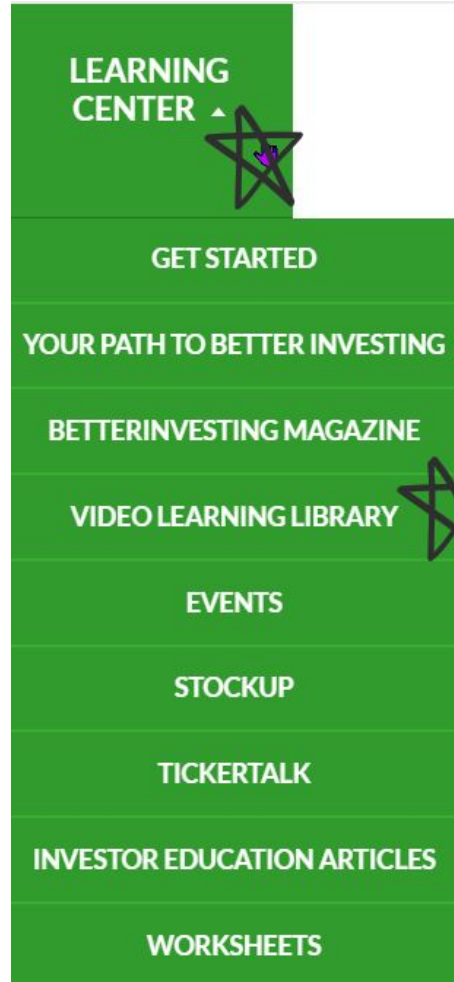 LEARNING
CENTER
GET STARTED
YOUR PATH TO BETTER INVESTING
BETTERINVESTING MAGAZINE
VIDEO LEARNING LIBRARY
EVENTS
STOCKUP
TICKERTALK
INVESTOR EDUCATION ARTICLES
WORKSHEETS